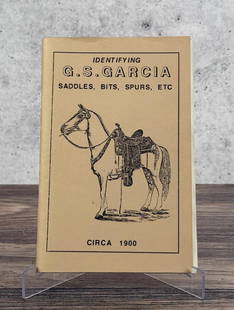 IDENTIFYING
G.S.GARCIA
SADDLES, BITS, SPURS, ETC
CIRCA 1900